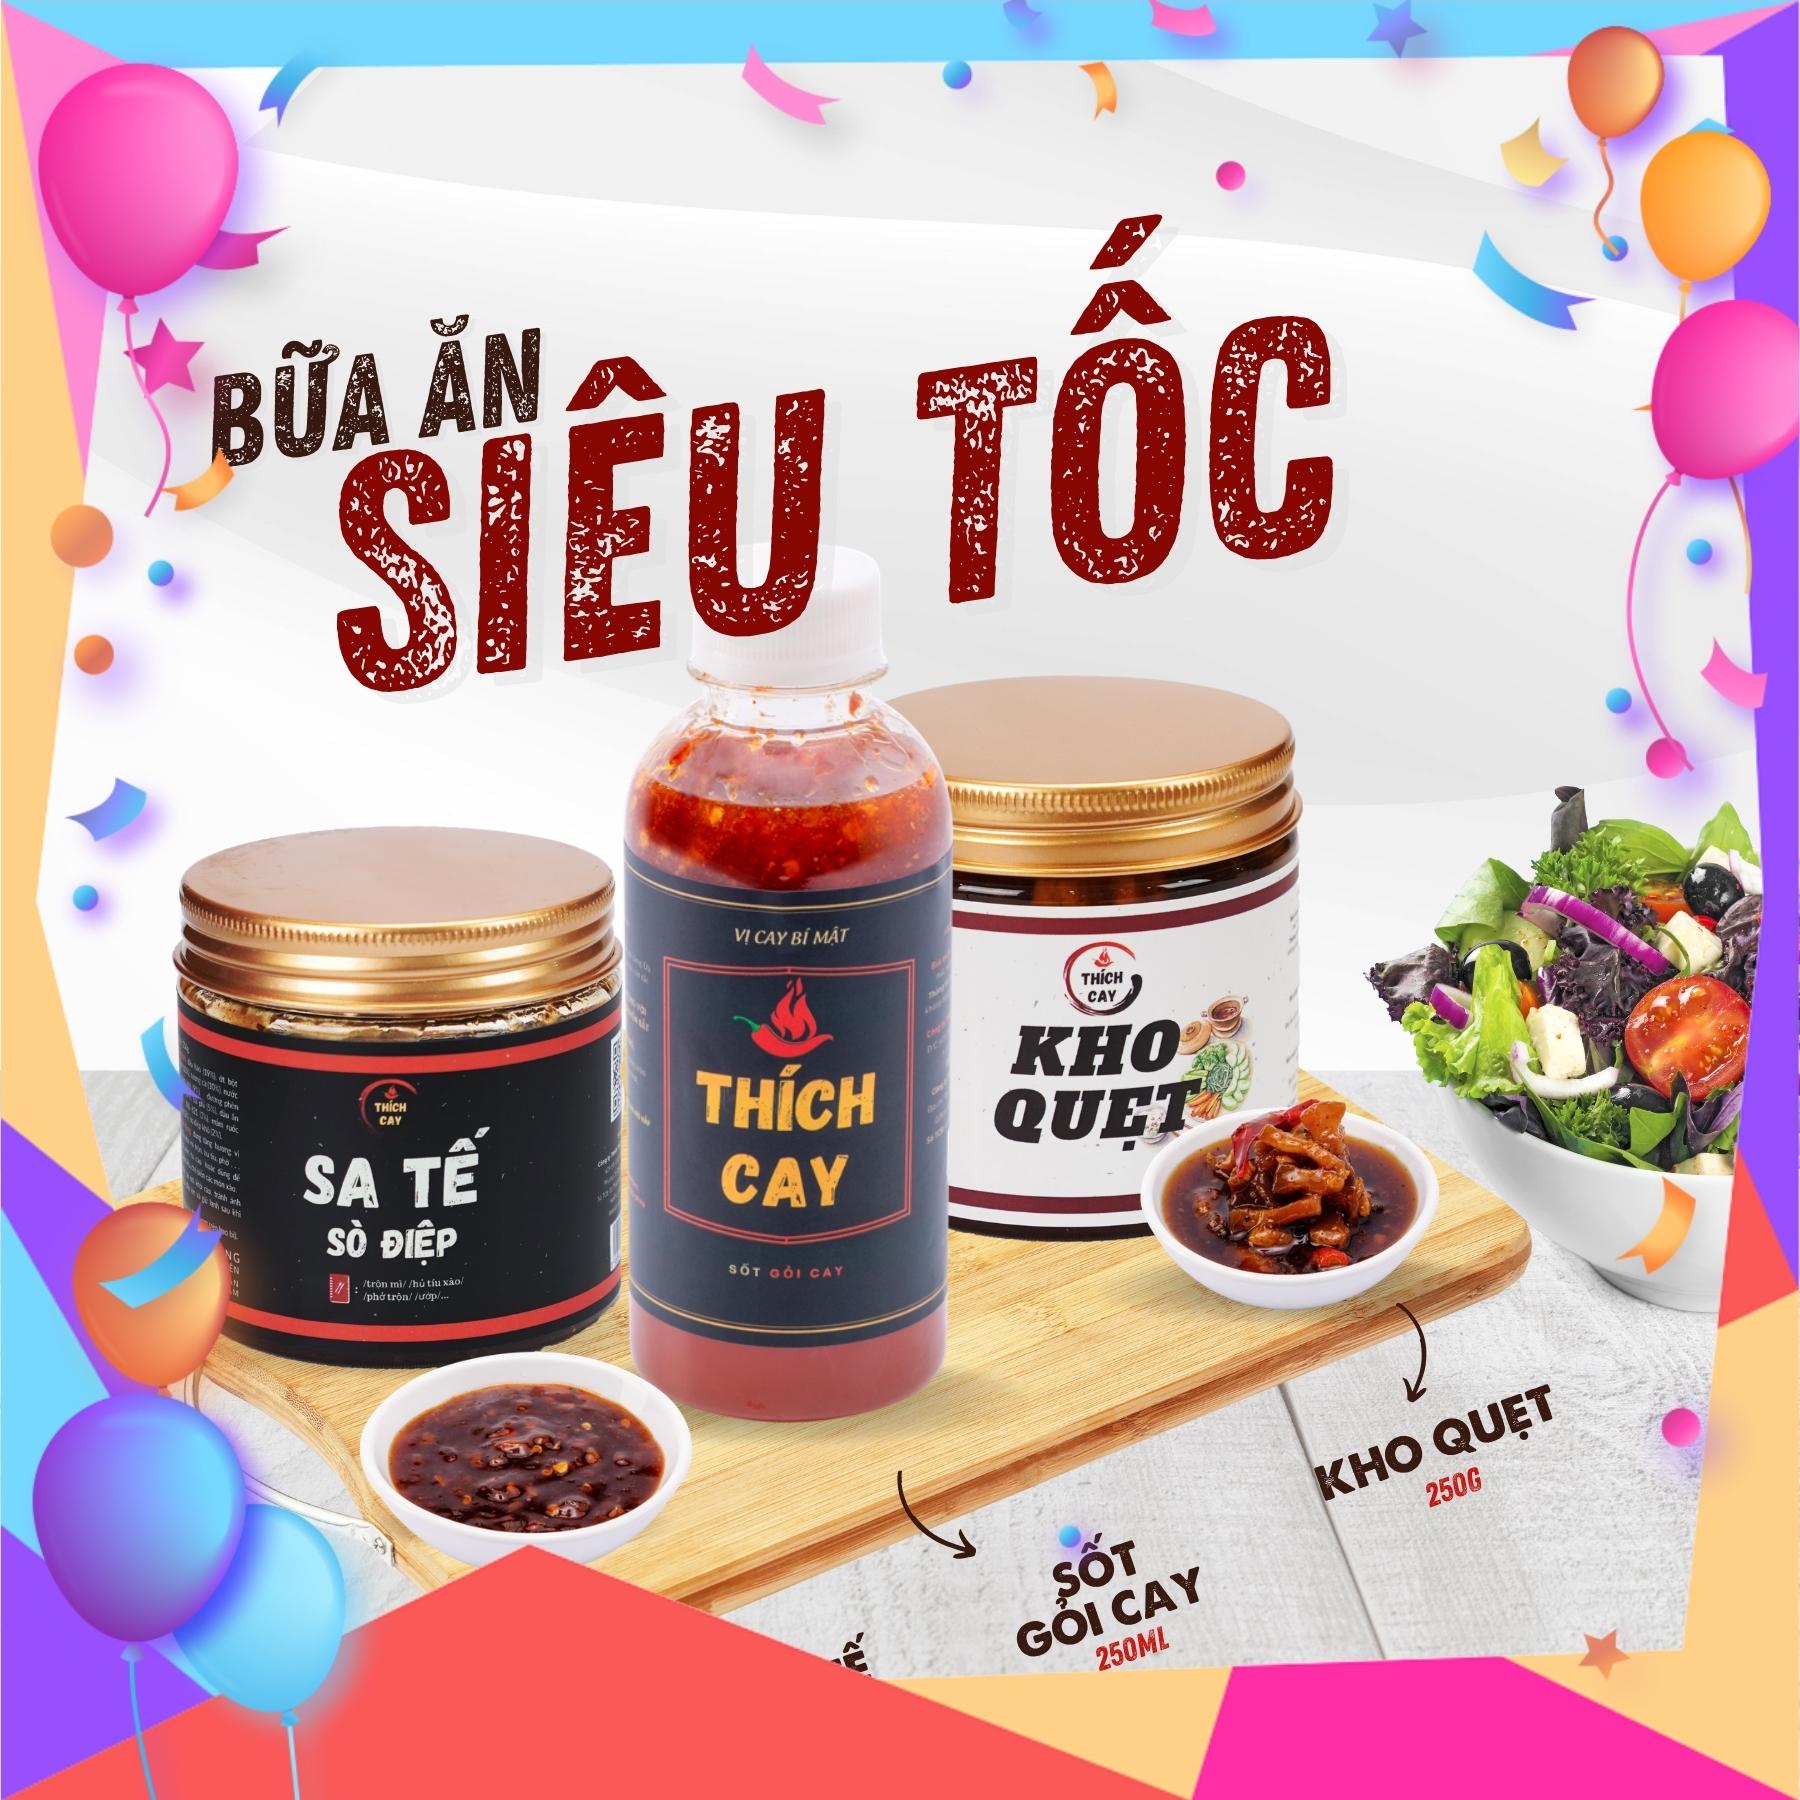 BỮA ĂN
SIÊU TỐC
VỊ CAY BÍ MẬT
THÍCH
CAY
SỐT GỎI CAY
THÍCH
CAY
KHO
QUẸT
THÍCH
CAY
SA TẾ
SÒ ĐIỆP
: /trộn mì/ /hủ tíu xào/
/phở trộn/ /ướp/...
KHO QUẸT
250G
SỐT
GỎI CAY
250ML